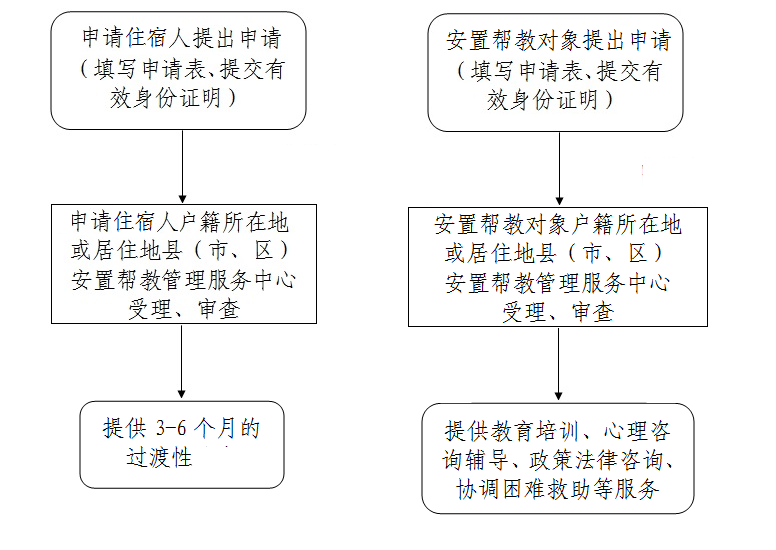 申请住宿人提出申请
（填写申请表、提交有
效身份证明）
申请住宿人户籍所在地
或居住地县（市、区）
安置帮教管理服务中心
受理、审查
提供 3-6 个月的
过渡性
安置帮教对象提出申请
（填写申请表、提交有
效身份证明）
安置帮教对象户籍所在地
或居住地县（市、区）
安置帮教管理服务中心
受理、审查
提供教育培训、心理咨
询辅导、政策法律咨询、
协调困难救助等服务